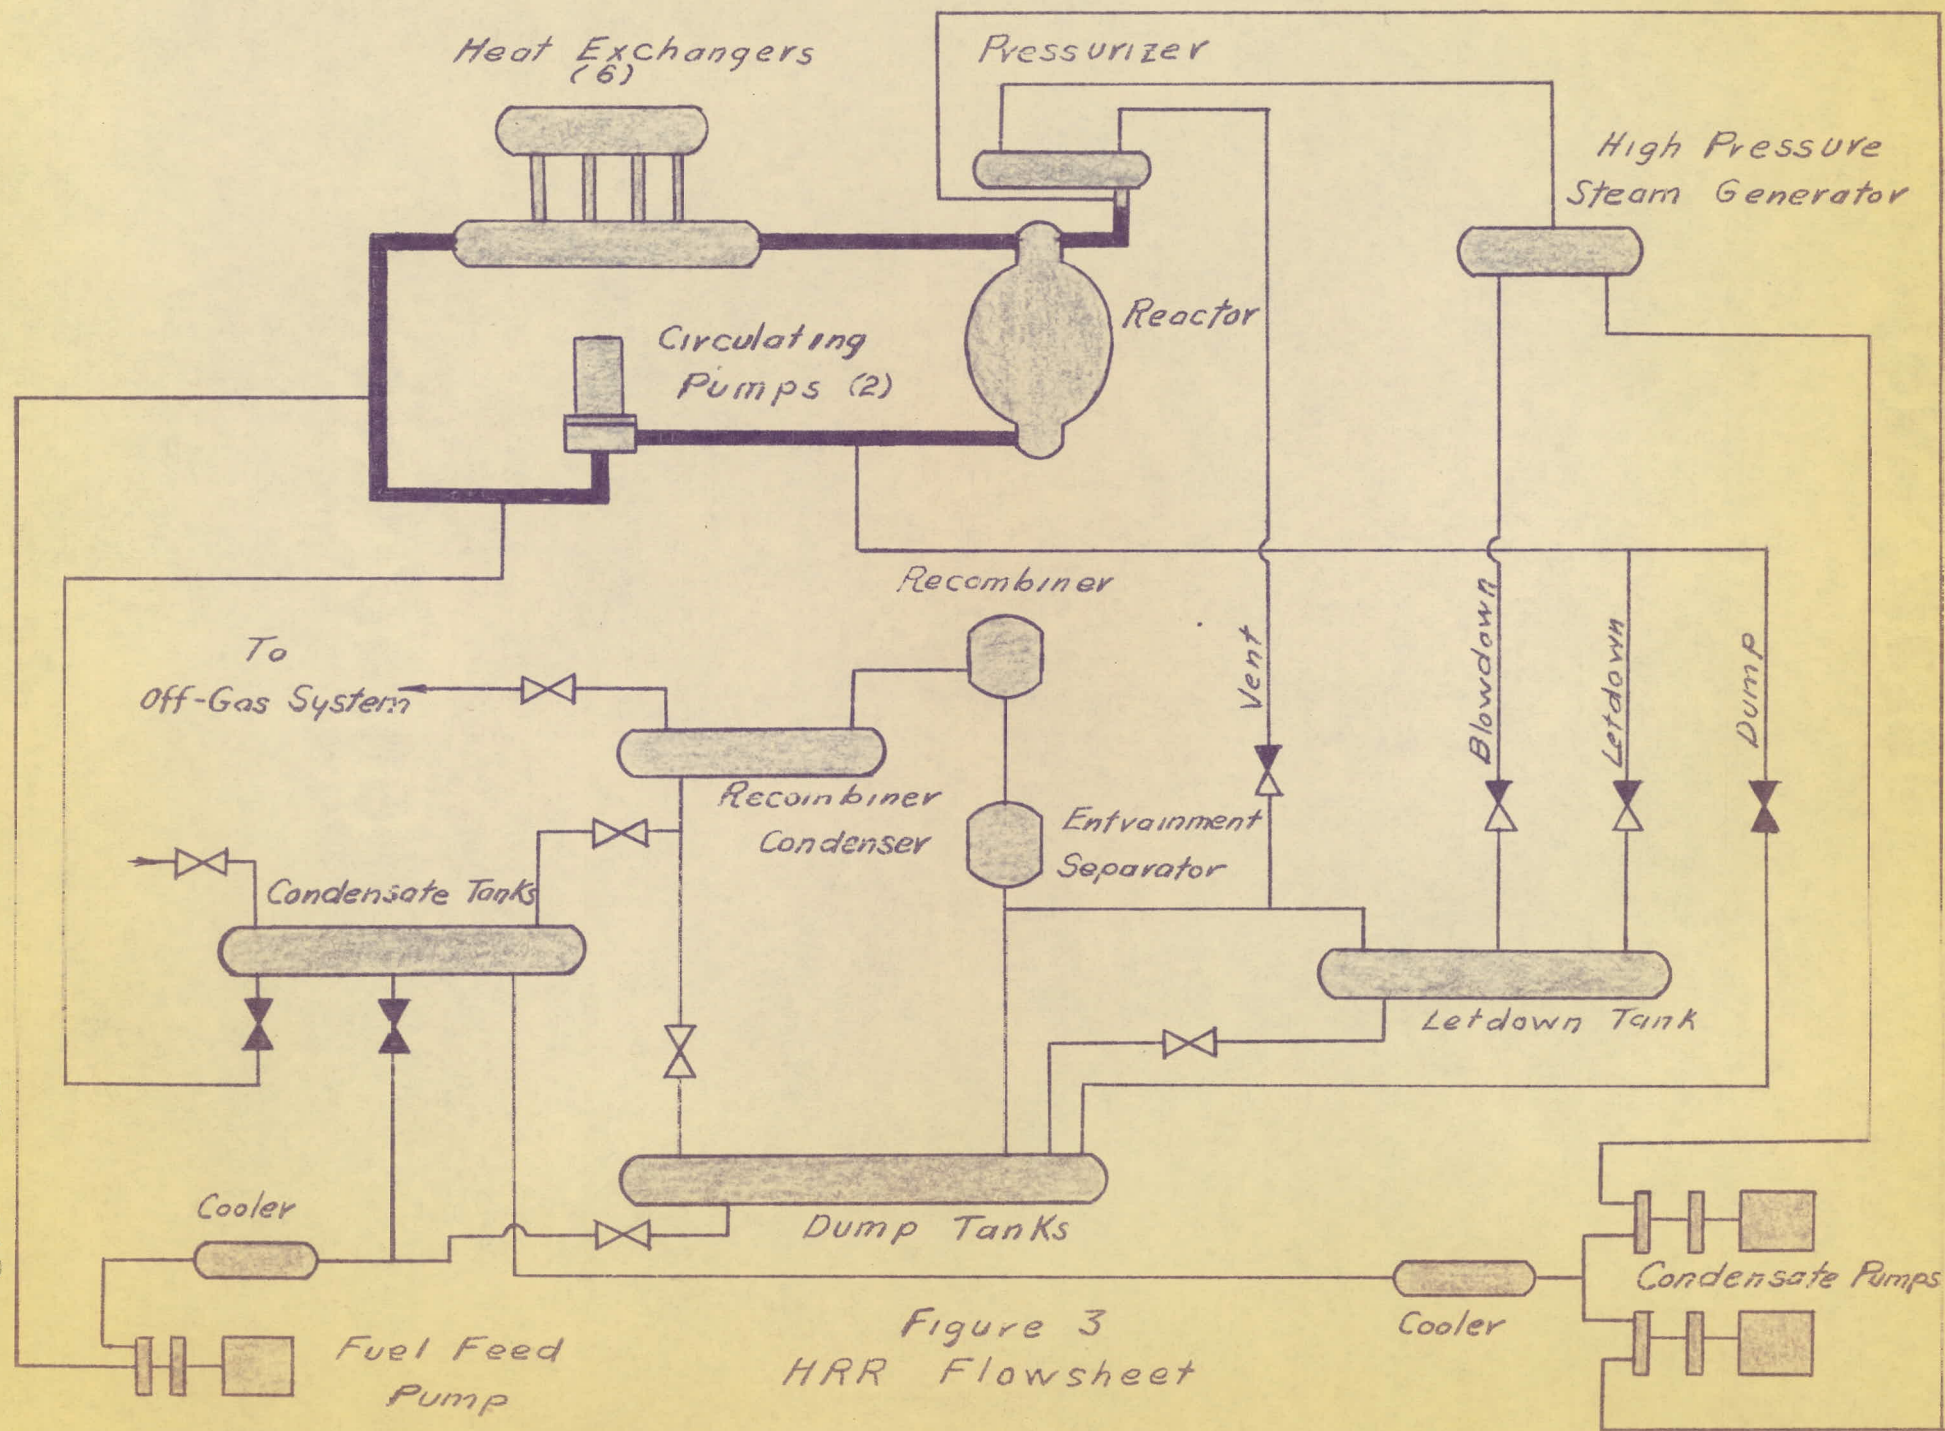 Heat Exchangers
(6)
Pressurizer
High Pressure
Steam Generator
Reactor
Circulating
Pumps (2)
Recombiner
To
Off-Gas System
Vent
Blowdown
Letdown
Dump
Recombiner
Condenser
Entrainment
Separator
Condensate Tanks
Letdown Tank
Cooler
Dump Tanks
Condensate Pumps
Cooler
Fuel Feed
Pump
Figure 3
HRR Flowsheet